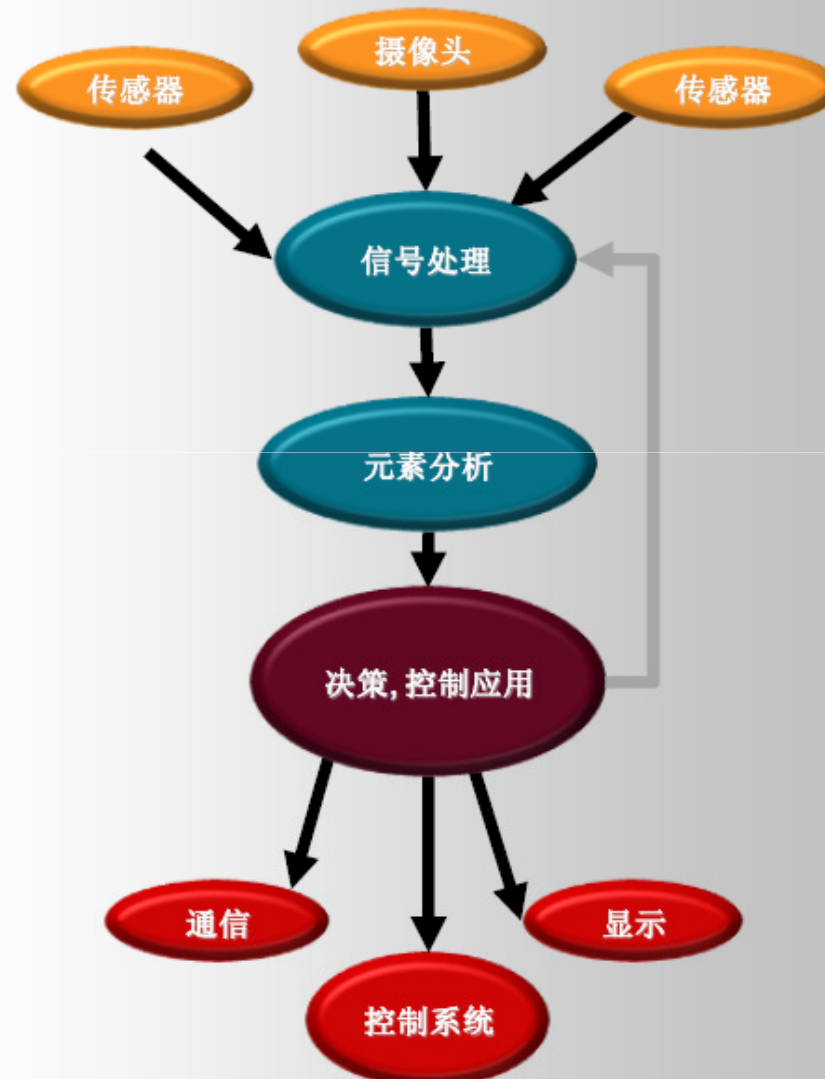 摄像头
传感器
传感器
信号处理
元素分析
决策, 控制应用
通信
显示
控制系统